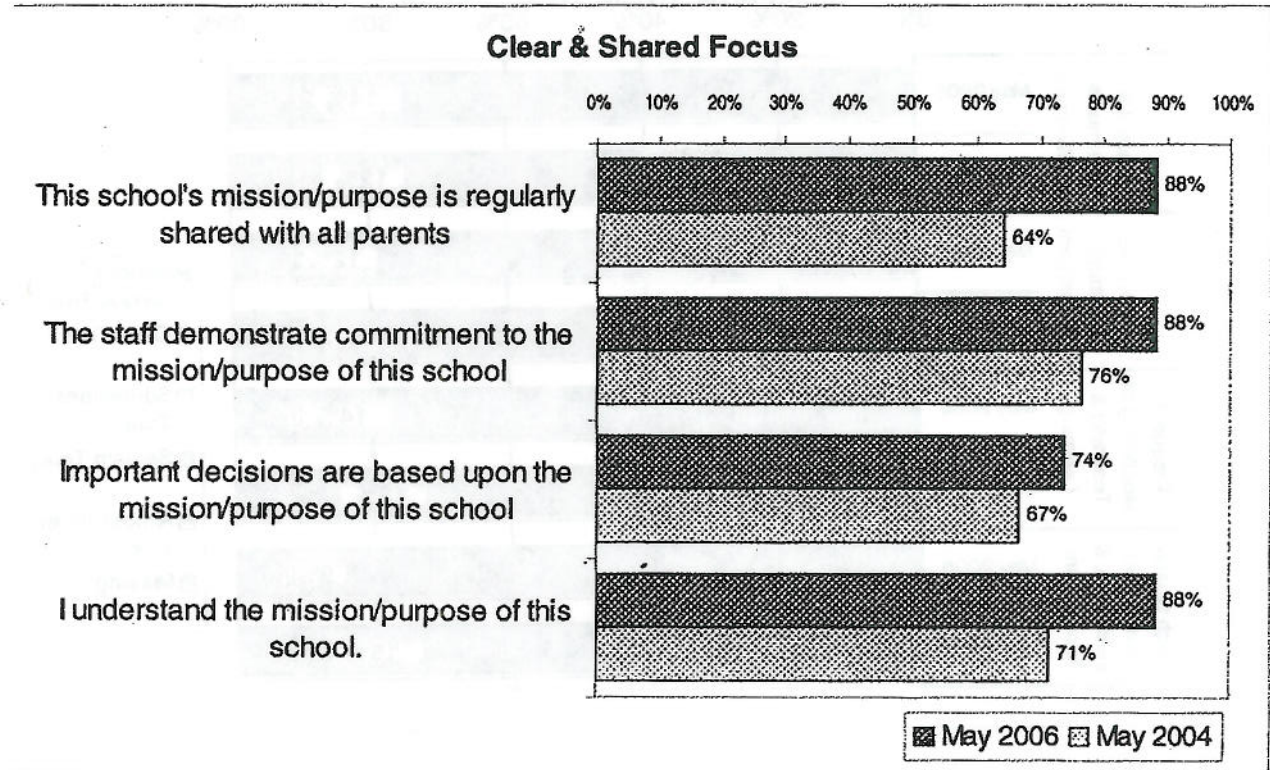 Clear & Shared Focus
0% 10% 20% 30% 40% 50% 60% 70% 80% 90% 100%
This school's mission/purpose is regularly
shared with all parents
88%
64%
The staff demonstrate commitment to the
mission/purpose of this school
88%
76%
Important decisions are based upon the
mission/purpose of this school
74%
67%
I understand the mission/purpose of this
school.
88%
71%
May 2006 May 2004